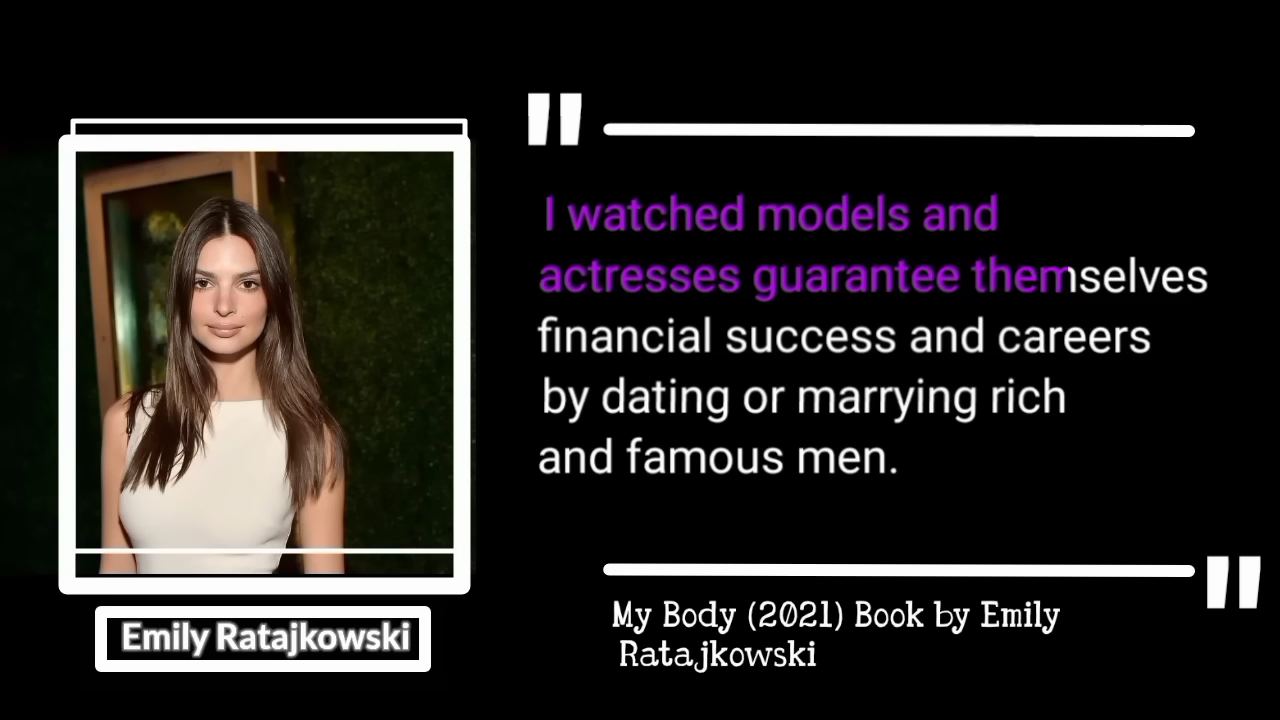 "
I watched models and
actresses guarantee themselves
financial success and careers
by dating or marrying rich
and famous men.
"
My Body (2021) Book by Emily
Ratajkowski
Emily Ratajkowski